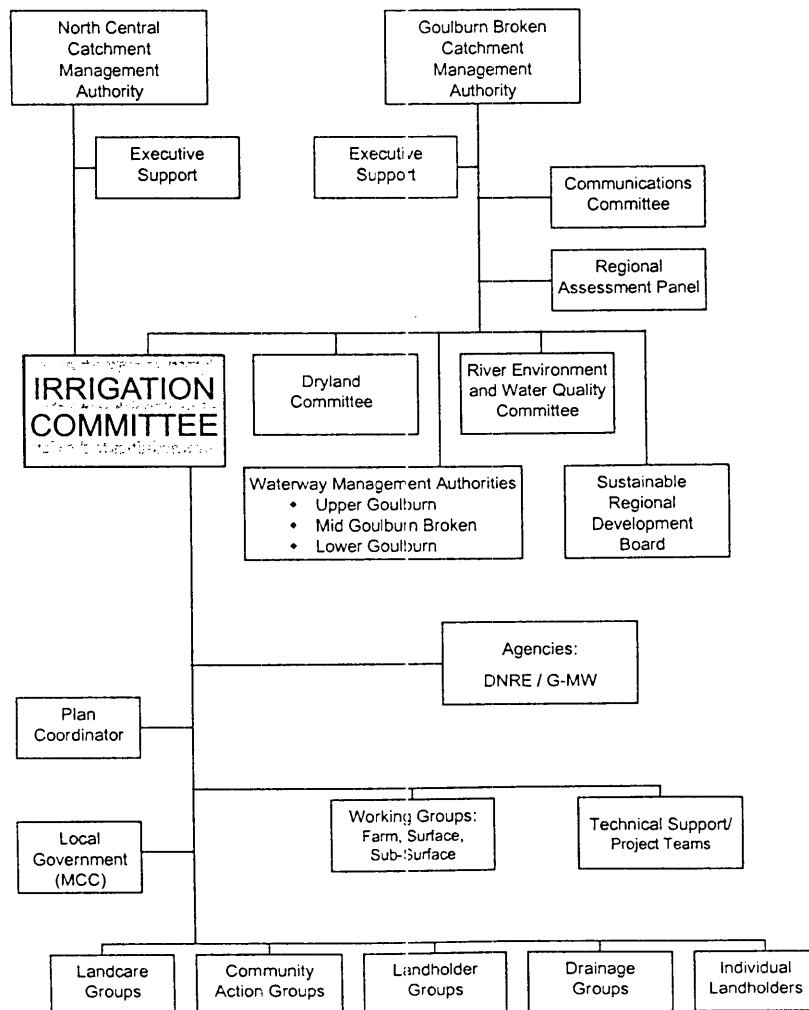 North Central
Catchment
Management
Authority
Goulburn Broken
Catchment
Management
Authority
Executive
Support
Executive
Support
Communications
Committee
Regional
Assessment Panel
IRRIGATION
COMMITTEE
Dryland
Committee
River Environment
and Water Quality
Committee
Waterway Management Authorities
• Upper Goulburn
• Mid Goulburn Broken
• Lower Goulburn
Sustainable
Regional
Development
Board
Agencies:
DNRE / G-MW
Plan
Coordinator
Working Groups:
Farm, Surface,
Sub-Surface
Technical Support/
Project Teams
Local
Government
(MCC)
Landcare
Groups
Community
Action Groups
Landholder
Groups
Drainage
Groups
Individual
Landholders